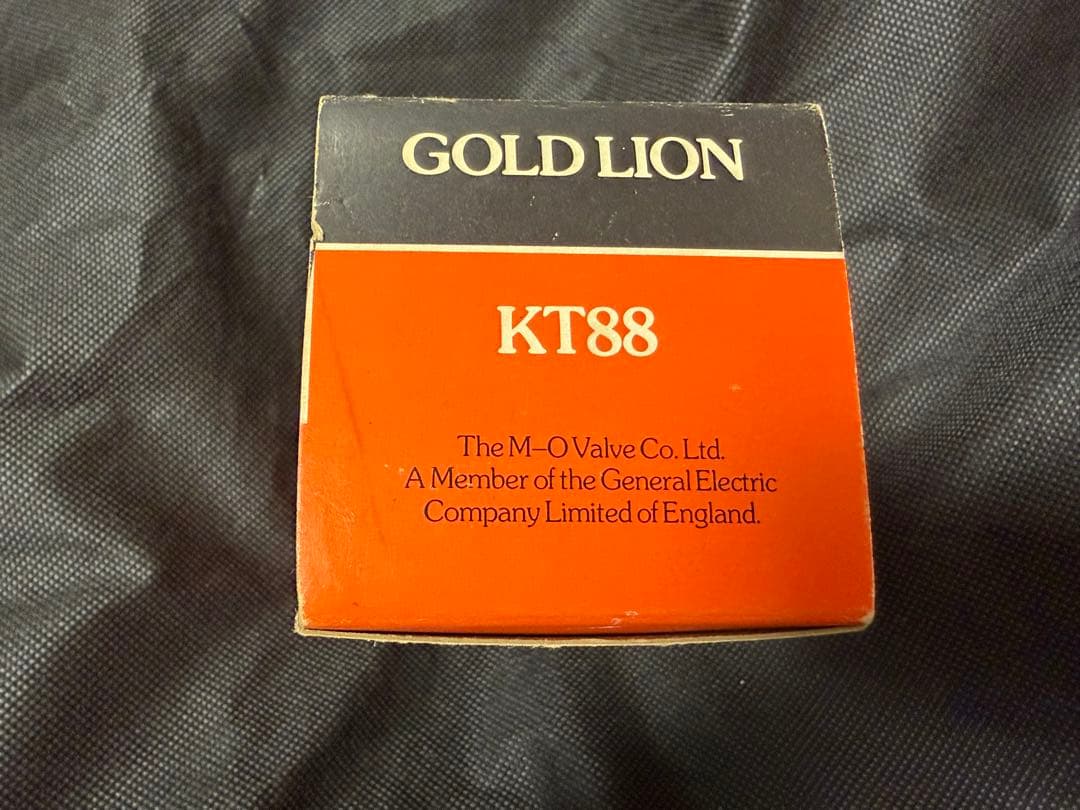 GOLD LION
KT88
The M–O Valve Co. Ltd.
A Member of the General Electric
Company Limited of England.